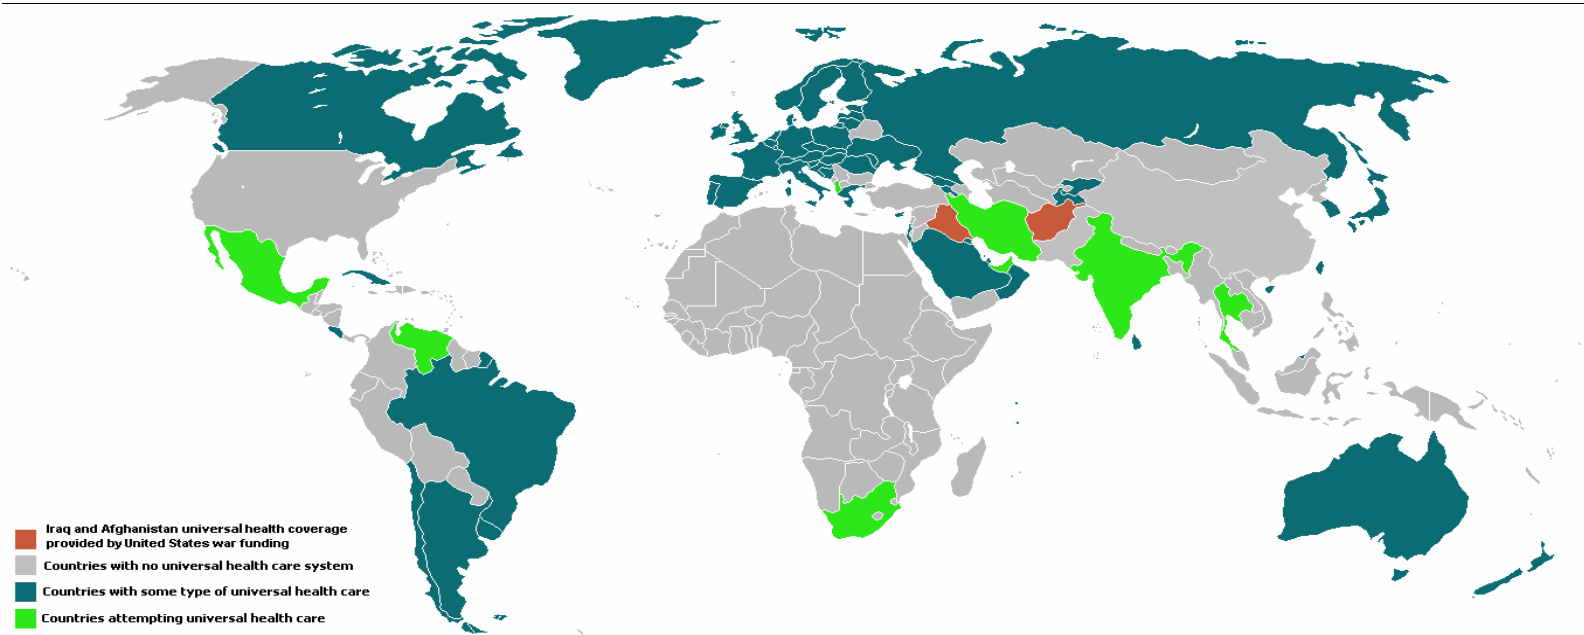 Iraq and Afghanistan universal health coverage
provided by United States war funding
Countries with no universal health care system
Countries with some type of universal health care
Countries attempting universal health care